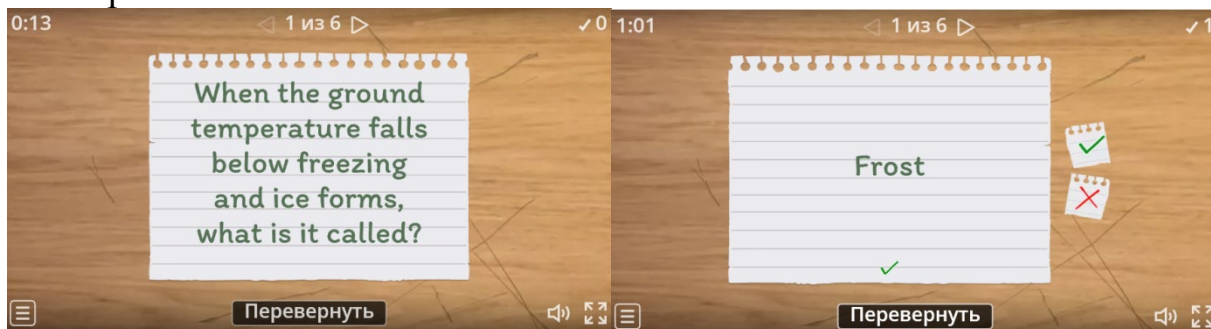 0:13
1 из 6
0
When the ground
temperature falls
below freezing
and ice forms,
what is it called?
Перевернуть
1:01
1 из 6
1
Frost
Перевернуть